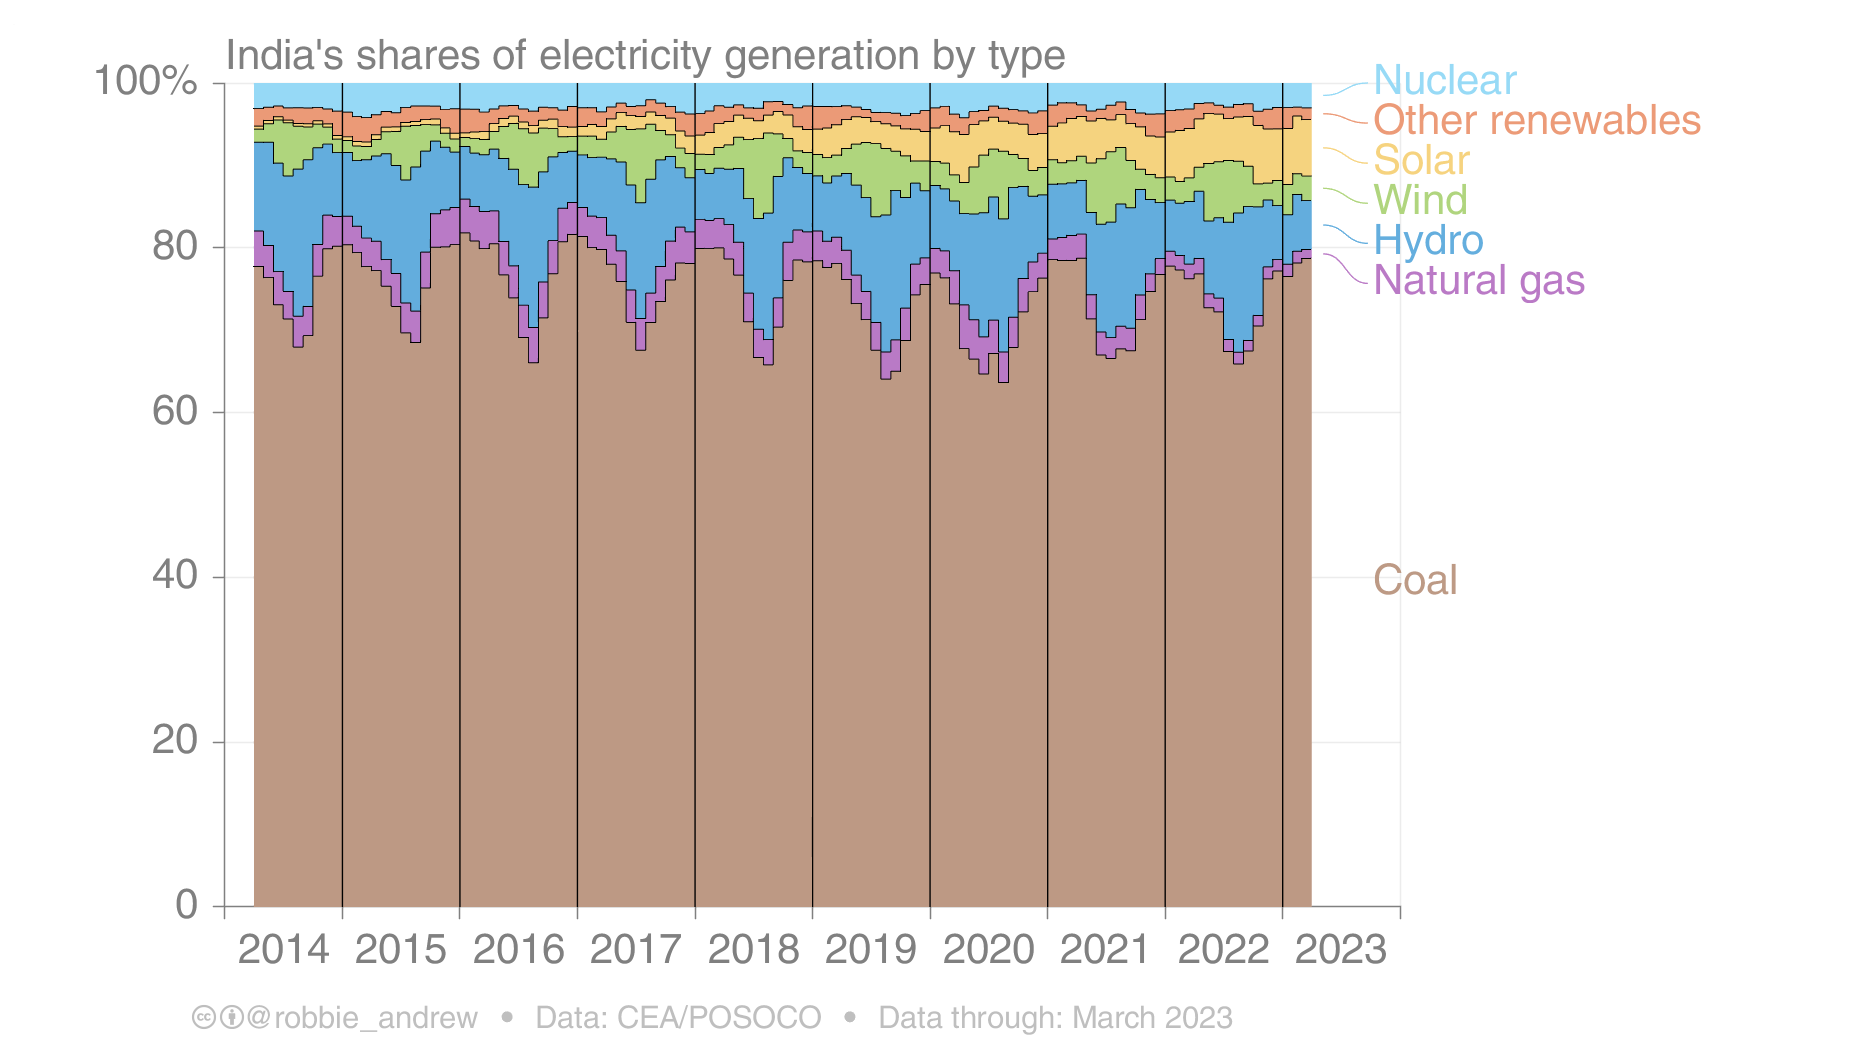 India's shares of electricity generation by type
100%
80
60
40
20
0
Nuclear
Other renewables
Solar
Wind
Hydro
Natural gas
Coal
2014 2015 2016 2017 2018 2019 2020 2021 2022 2023
cc @robbie_andrew • Data: CEA/POSOCO • Data through: March 2023